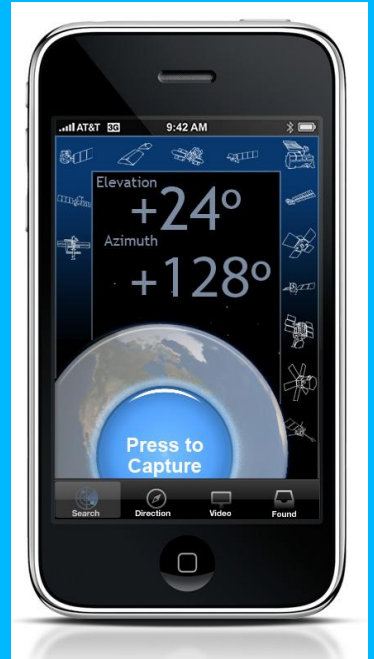 AT&T 3G 9:42 AM
Elevation
+24º
Azimuth
+128º
Press to
Capture
Search Direction Video Found